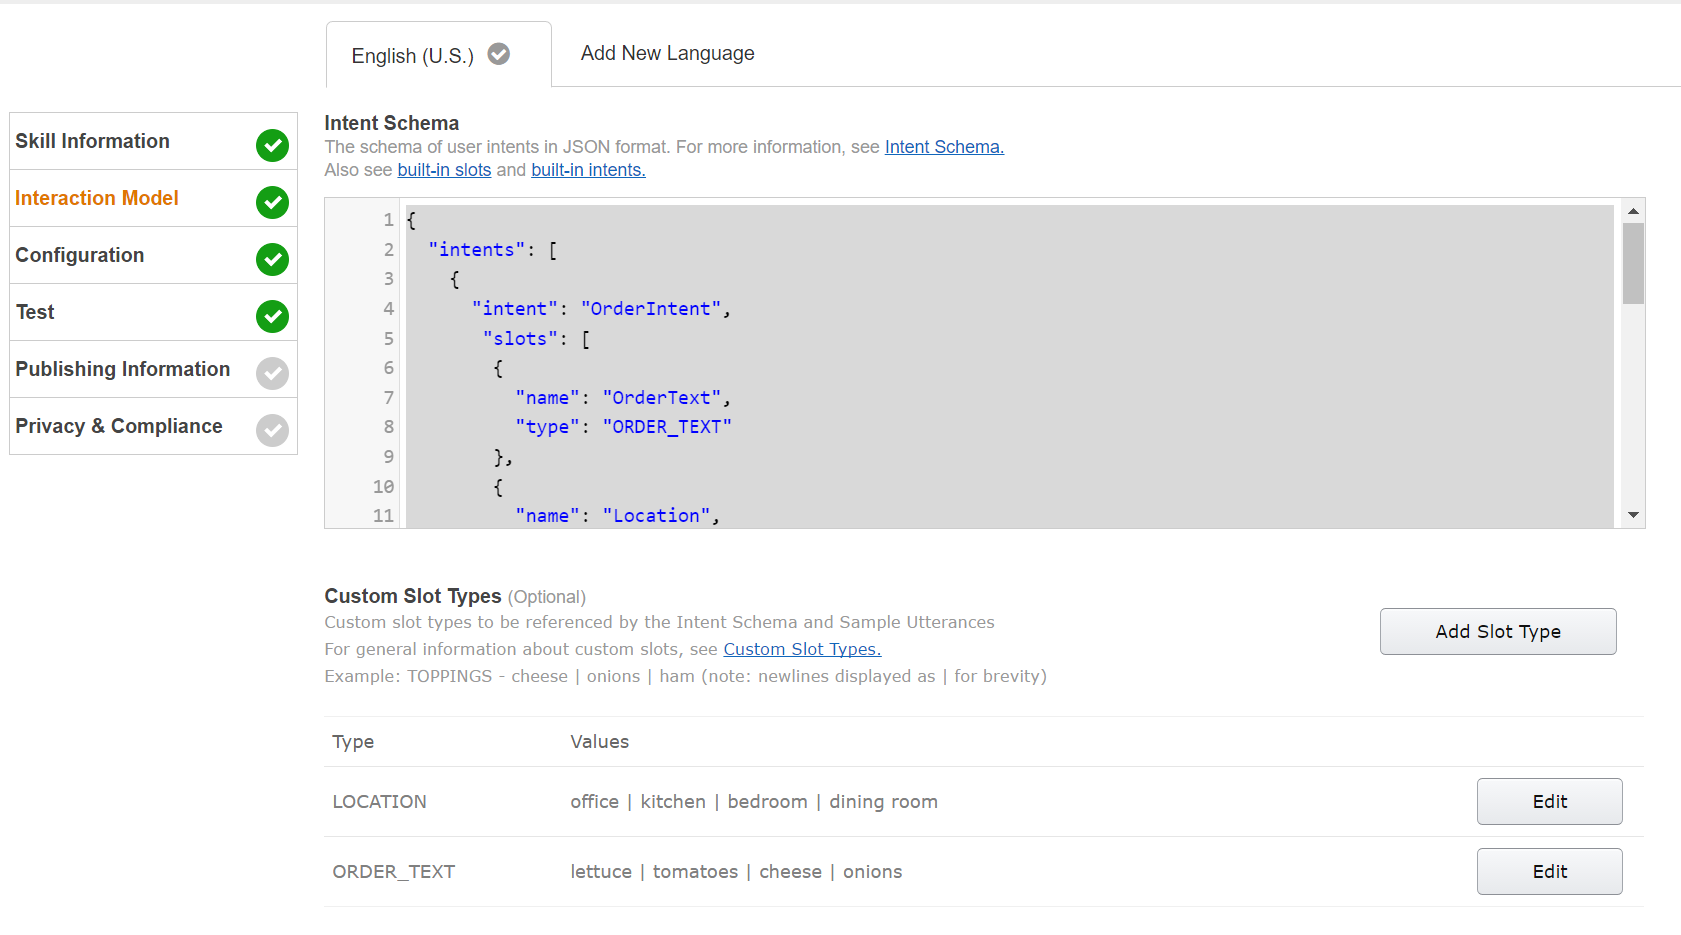 English (U.S.)
Add New Language
Skill Information
Interaction Model
Configuration
Test
Publishing Information
Privacy & Compliance
Intent Schema
The schema of user intents in JSON format. For more information, see Intent Schema.
Also see built-in slots and built-in intents.
1 {
2 "intents": [
3 {
4 "intent": "OrderIntent",
5 "slots": [
6 {
7 "name": "OrderText",
8 "type": "ORDER_TEXT"
9 },
10 {
11 "name": "Location",
Custom Slot Types (Optional)
Custom slot types to be referenced by the Intent Schema and Sample Utterances
For general information about custom slots, see Custom Slot Types.
Example: TOPPINGS - cheese | onions | ham (note: newlines displayed as | for brevity)
Add Slot Type
Type Values
LOCATION office | kitchen | bedroom | dining room Edit
ORDER_TEXT lettuce | tomatoes | cheese | onions Edit